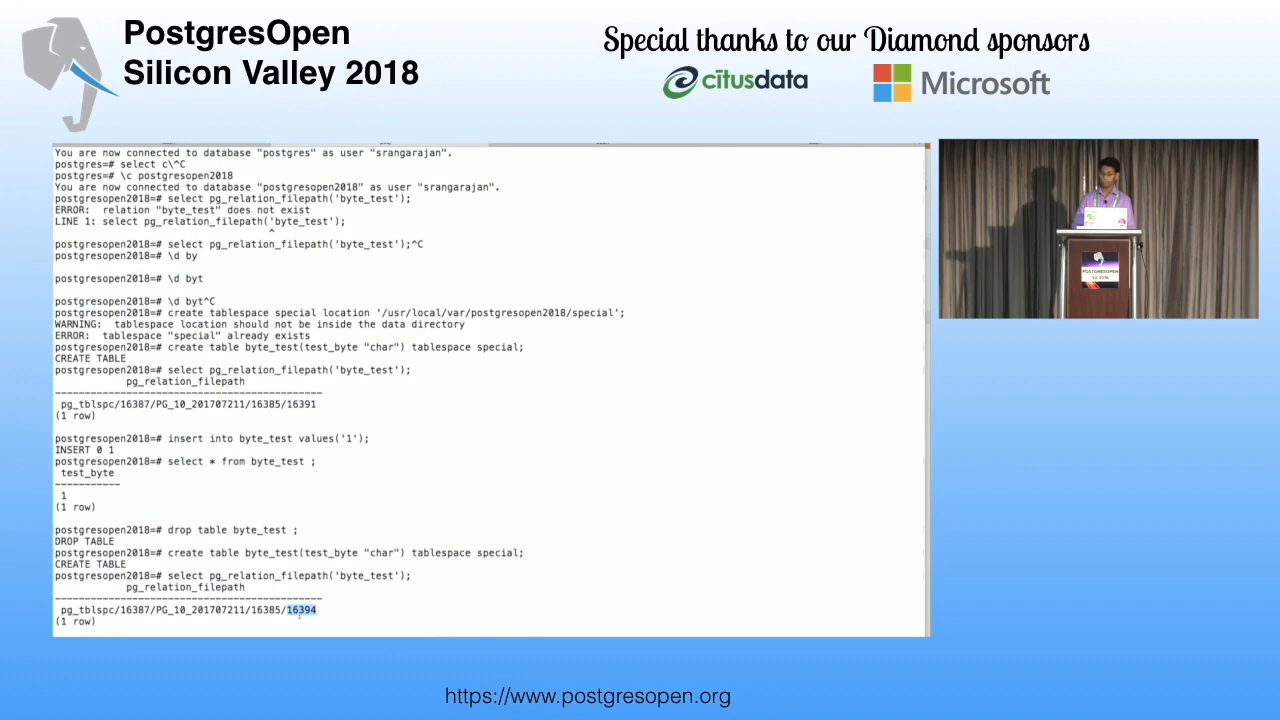 PostgresOpen
Silicon Valley 2018
Special thanks to our Diamond sponsors
citusdata
Microsoft
You are now connected to database "postgres" as user "srangarajan".
postgres=# select c\^C
postgres=# \c postgresopen2018
You are now connected to database "postgresopen2018" as user "srangarajan".
postgresopen2018=# select pg_relation_filepath('byte_test');
ERROR:  relation "byte_test" does not exist
LINE 1: select pg_relation_filepath('byte_test');
^
postgresopen2018=# select pg_relation_filepath('byte_test');^C
postgresopen2018=# \d by
postgresopen2018=# \d byt
postgresopen2018=# \d byt^C
postgresopen2018=# create tablespace special location '/usr/local/var/postgresopen2018/special';
WARNING:  tablespace location should not be inside the data directory
ERROR:  tablespace "special" already exists
postgresopen2018=# create table byte_test(test_byte "char") tablespace special;
CREATE TABLE
postgresopen2018=# select pg_relation_filepath('byte_test');
pg_relation_filepath
---------------------------------------------
pg_tblspc/16387/PG_10_201707211/16385/16391
(1 row)
postgresopen2018=# insert into byte_test values('1');
INSERT 0 1
postgresopen2018=# select * from byte_test ;
test_byte
-----------
1
(1 row)
postgresopen2018=# drop table byte_test ;
DROP TABLE
postgresopen2018=# create table byte_test(test_byte "char") tablespace special;
CREATE TABLE
postgresopen2018=# select pg_relation_filepath('byte_test');
pg_relation_filepath
---------------------------------------------
pg_tblspc/16387/PG_10_201707211/16385/16394
(1 row)
POSTGRESOPEN
SV 2018
https://www.postgresopen.org